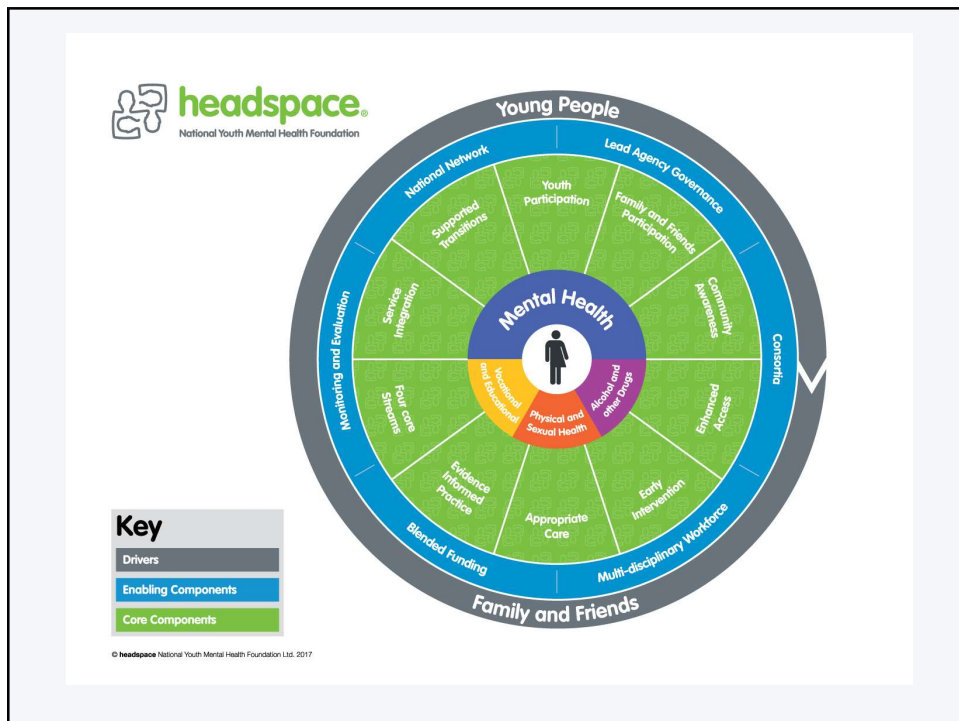 headspace®
National Youth Mental Health Foundation
Young People
National Network
Lead Agency Governance
Consortia
Multi-disciplinary Workforce
Blended Funding
Monitoring and Evaluation
Youth
Participation
Family and Friends
Participation
Community
Awareness
Enhanced
Access
Early
Intervention
Appropriate
Care
Evidence
Informed
Practice
Four care
Streams
Service
Integration
Supported
Transitions
Mental Health
Alcohol and
other Drugs
Physical and
Sexual Health
Vocational
and Educational
Family and Friends
Key
Drivers
Enabling Components
Core Components
© headspace National Youth Mental Health Foundation Ltd. 2017